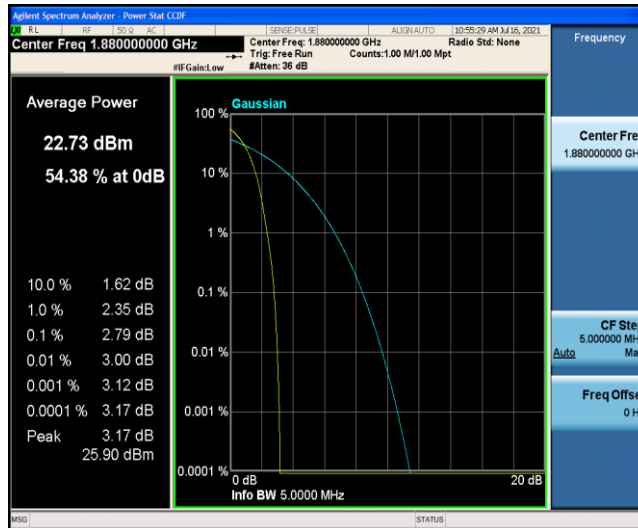 Agilent Spectrum Analyzer - Power Stat CCDF
RL RF 50 Ω AC SENSE:PULSE ALIGN AUTO 10:55:29 AM Jul 16, 2021
Center Freq 1.880000000 GHz
Center Freq: 1.880000000 GHz Radio Std: None
Trig: Free Run Counts:1.00 M/1.00 Mpt
#IFGain:Low #Atten: 36 dB
Frequency
Average Power
22.73 dBm
54.38 % at 0dB
10.0 % 1.62 dB
1.0 % 2.35 dB
0.1 % 2.79 dB
0.01 % 3.00 dB
0.001 % 3.12 dB
0.0001 % 3.17 dB
Peak 3.17 dB
25.90 dBm
Gaussian
100 %
10 %
1 %
0.1 %
0.01 %
0.001 %
0.0001 %
0 dB 20 dB
Info BW 5.0000 MHz
Center Fre
1.880000000 GH
CF Ste
5.000000 MH
Auto Ma
Freq Offse
0 H
MSG STATUS